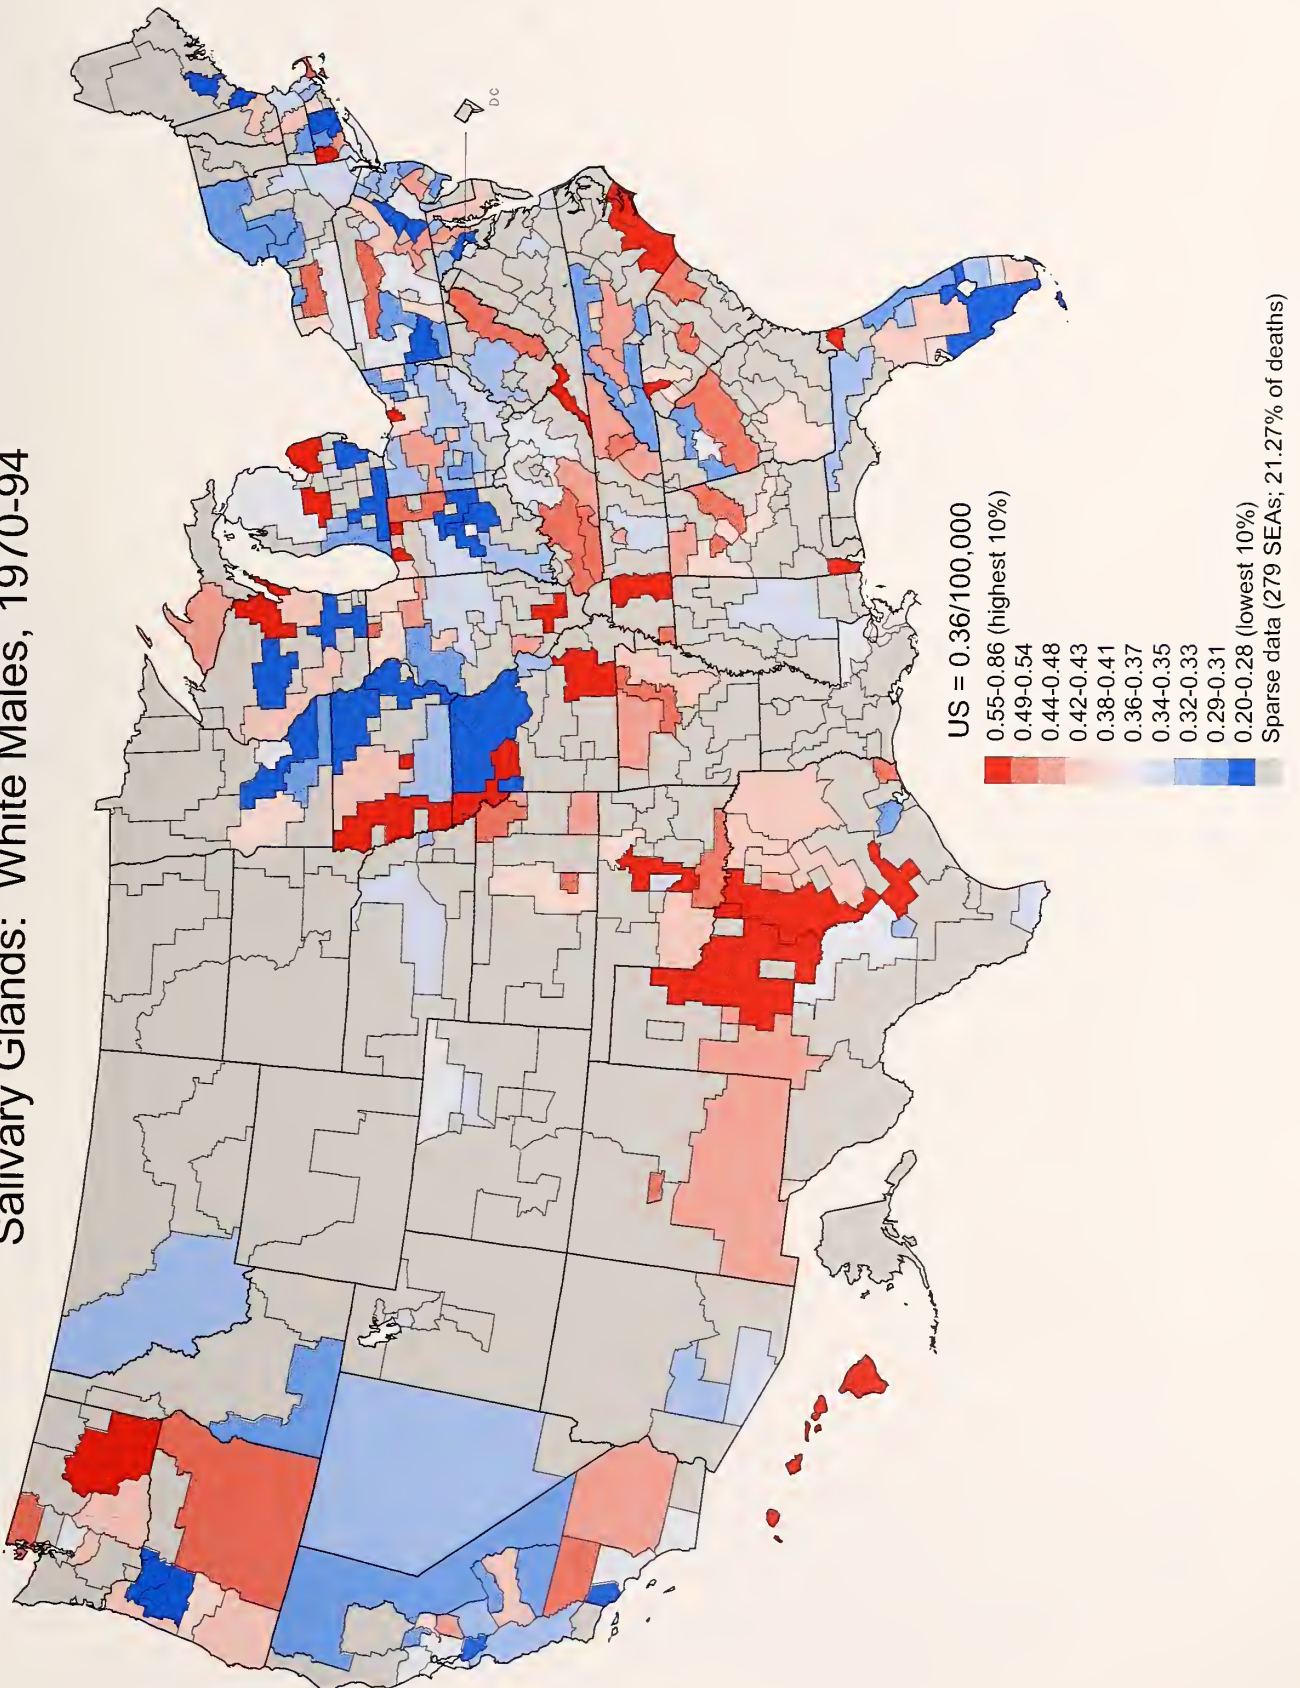 Salivary Glands: White Males, 1970-94
DC
US = 0.36/100,000
0.55-0.86 (highest 10%)
0.49-0.54
0.44-0.48
0.42-0.43
0.38-0.41
0.36-0.37
0.34-0.35
0.32-0.33
0.29-0.31
0.20-0.28 (lowest 10%)
Sparse data (279 SEAs; 21.27% of deaths)